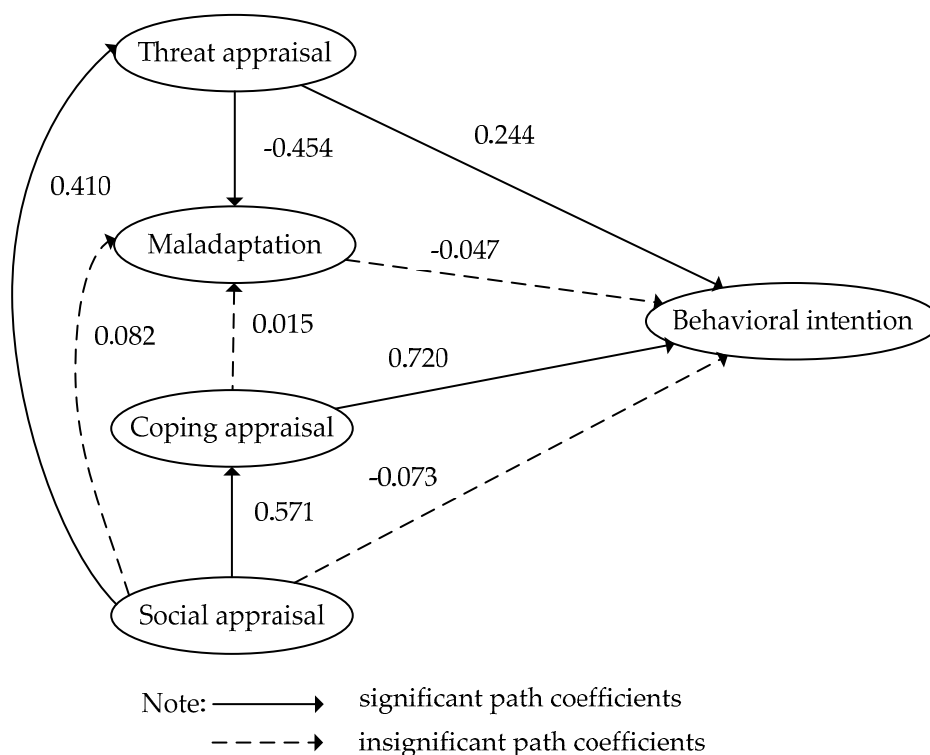 Threat appraisal
0.244
-0.454
0.410
Maladaptation
-0.047
Behavioral intention
0.015
0.082
0.720
Coping appraisal
-0.073
0.571
Social appraisal
Note: significant path coefficients
insignificant path coefficients